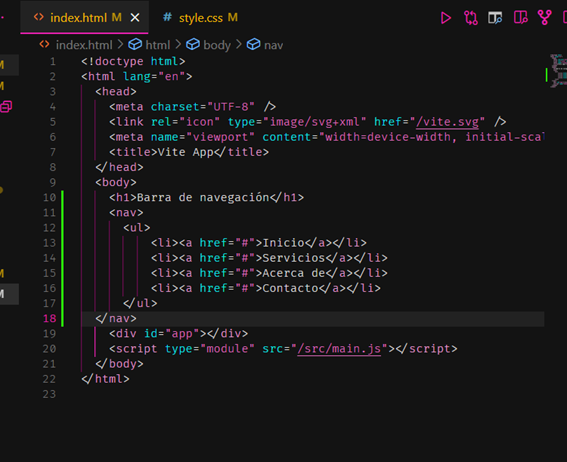 index.html M
style.css M
index.html > html > body > nav
1 <!doctype html>
2 <html lang="en">
3 <head>
4 <meta charset="UTF-8" />
5 <link rel="icon" type="image/svg+xml" href="/vite.svg" />
6 <meta name="viewport" content="width=device-width, initial-scal
7 <title>Vite App</title>
8 </head>
9 <body>
10 <h1>Barra de navegación</h1>
11 <nav>
12 <ul>
13 <li><a href="#">Inicio</a></li>
14 <li><a href="#">Servicios</a></li>
15 <li><a href="#">Acerca de</a></li>
16 <li><a href="#">Contacto</a></li>
17 </ul>
18 </nav>
19 <div id="app"></div>
20 <script type="module" src="/src/main.js"></script>
21 </body>
22 </html>
23